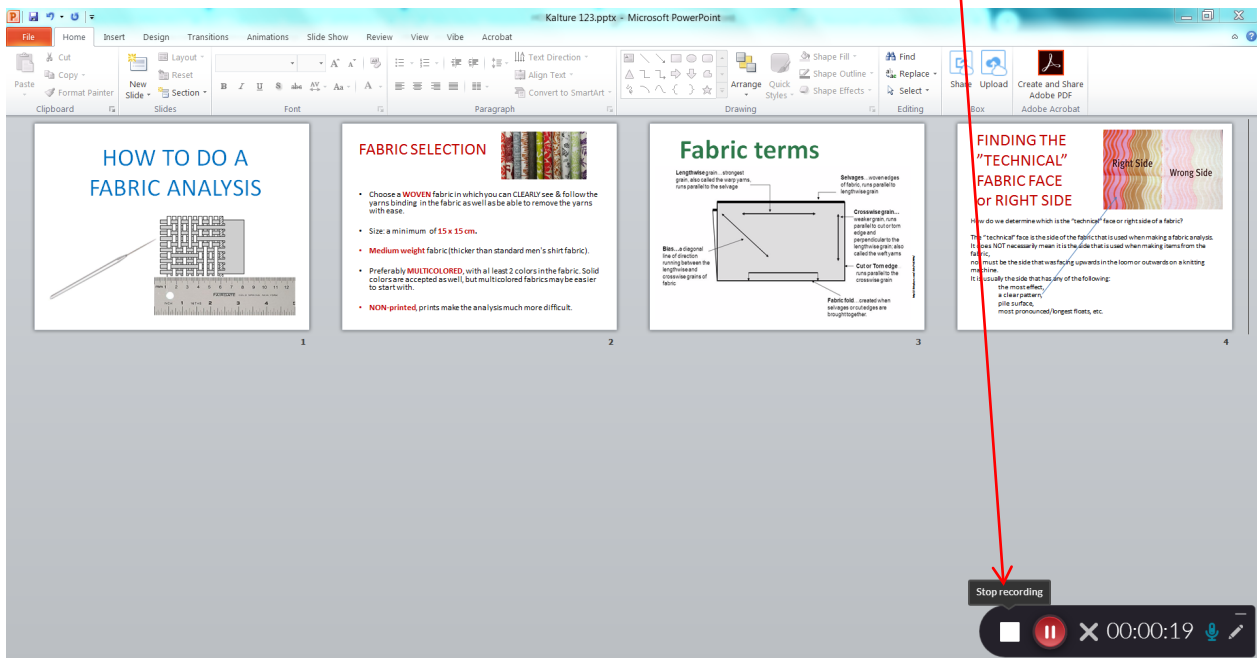 Kalture 123.pptx - Microsoft PowerPoint
File Home Insert Design Transitions Animations Slide Show Review View Vibe Acrobat
Cut
Copy
Format Painter
Paste
Clipboard
New
Slide
Layout
Reset
Section
Slides
B I U S abc AV Aa A
Font
Text Direction
Align Text
Convert to SmartArt
Paragraph
Arrange
Quick
Styles
Shape Fill
Shape Outline
Shape Effects
Drawing
Find
Replace
Select
Editing
Share Upload
Box
Create and Share
Adobe PDF
Adobe Acrobat
HOW TO DO A
FABRIC ANALYSIS
1
FABRIC SELECTION
• Choose a WOVEN fabric in which you can CLEARLY see & follow the
yarns binding in the fabric as well as be able to remove the yarns
with ease.
• Size: a minimum of 15 x 15 cm.
• Medium weight fabric (thicker than standard men's shirt fabric).
• Preferably MULTICOLORED, with al least 2 colors in the fabric. Solid
colors are accepted as well, but multicolored fabrics may be easier
to start with.
• NON-printed, prints make the analysis much more difficult.
2
Fabric terms
Lengthwise grain...strongest
grain, also called the warp yarns,
runs parallel to the selvage
Selvages...woven edges
of fabric, runs parallel to
lengthwise grain
Crosswise grain...
weaker grain, runs
parallel to cut or torn
edge and
perpendicular to the
lengthwise grain; also
called the weft yarns
Bias...a diagonal
line of direction
running between the
lengthwise and
crosswise grains of
fabric
Cut or Torn edge
runs parallel to the
crosswise grain
Fabric fold...created when
selvages or cut edges are
brought together.
3
FINDING THE
"TECHNICAL"
FABRIC FACE
or RIGHT SIDE
Right Side
Wrong Side
How do we determine which is the "technical" face or right side of a fabric?
The "technical" face is the side of the fabric that is used when making a fabric analysis.
It does NOT necessarily mean it is the side that is used when making items from the
fabric,
nor must be the side that was facing upwards in the loom or outwards on a knitting
machine.
It is usually the side that has any of the following:
the most effect,
a clear pattern,
pile surface,
most pronounced/longest floats, etc.
4
Stop recording
00:00:19